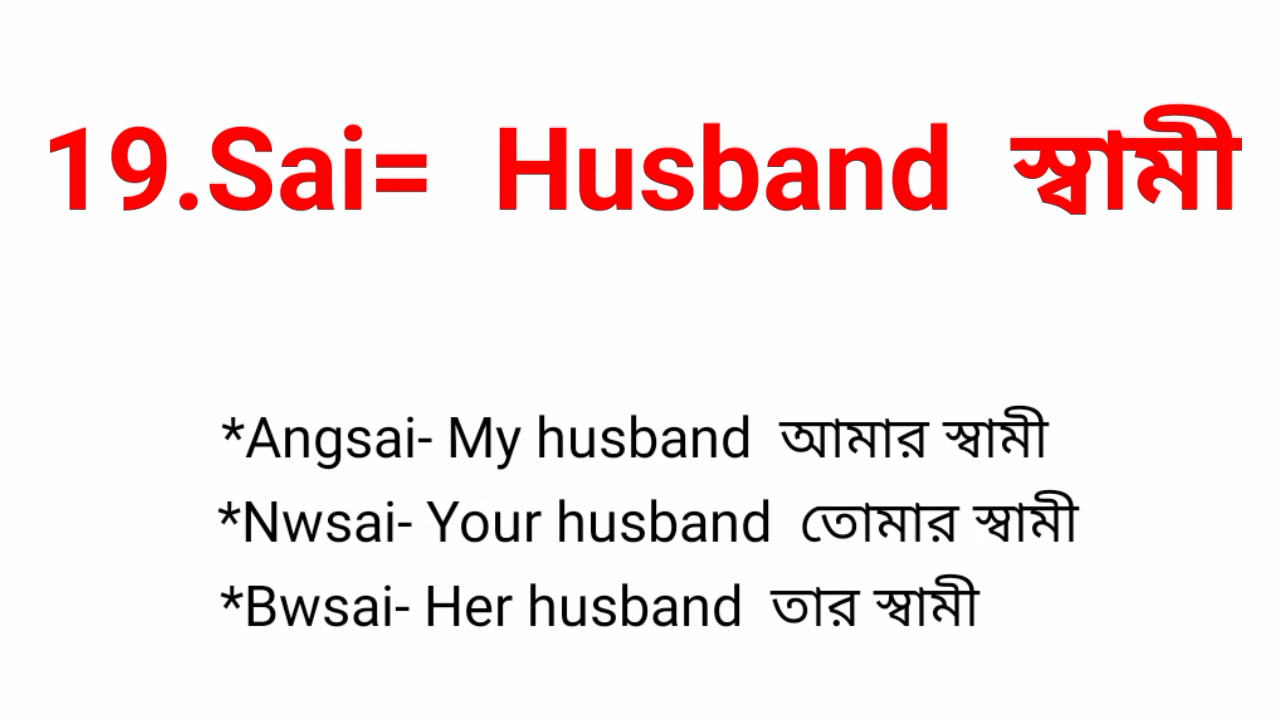 19.Sai= Husband স্বামী
*Angsai- My husband আমার স্বামী
*Nwsai- Your husband তোমার স্বামী
*Bwsai- Her husband তার স্বামী